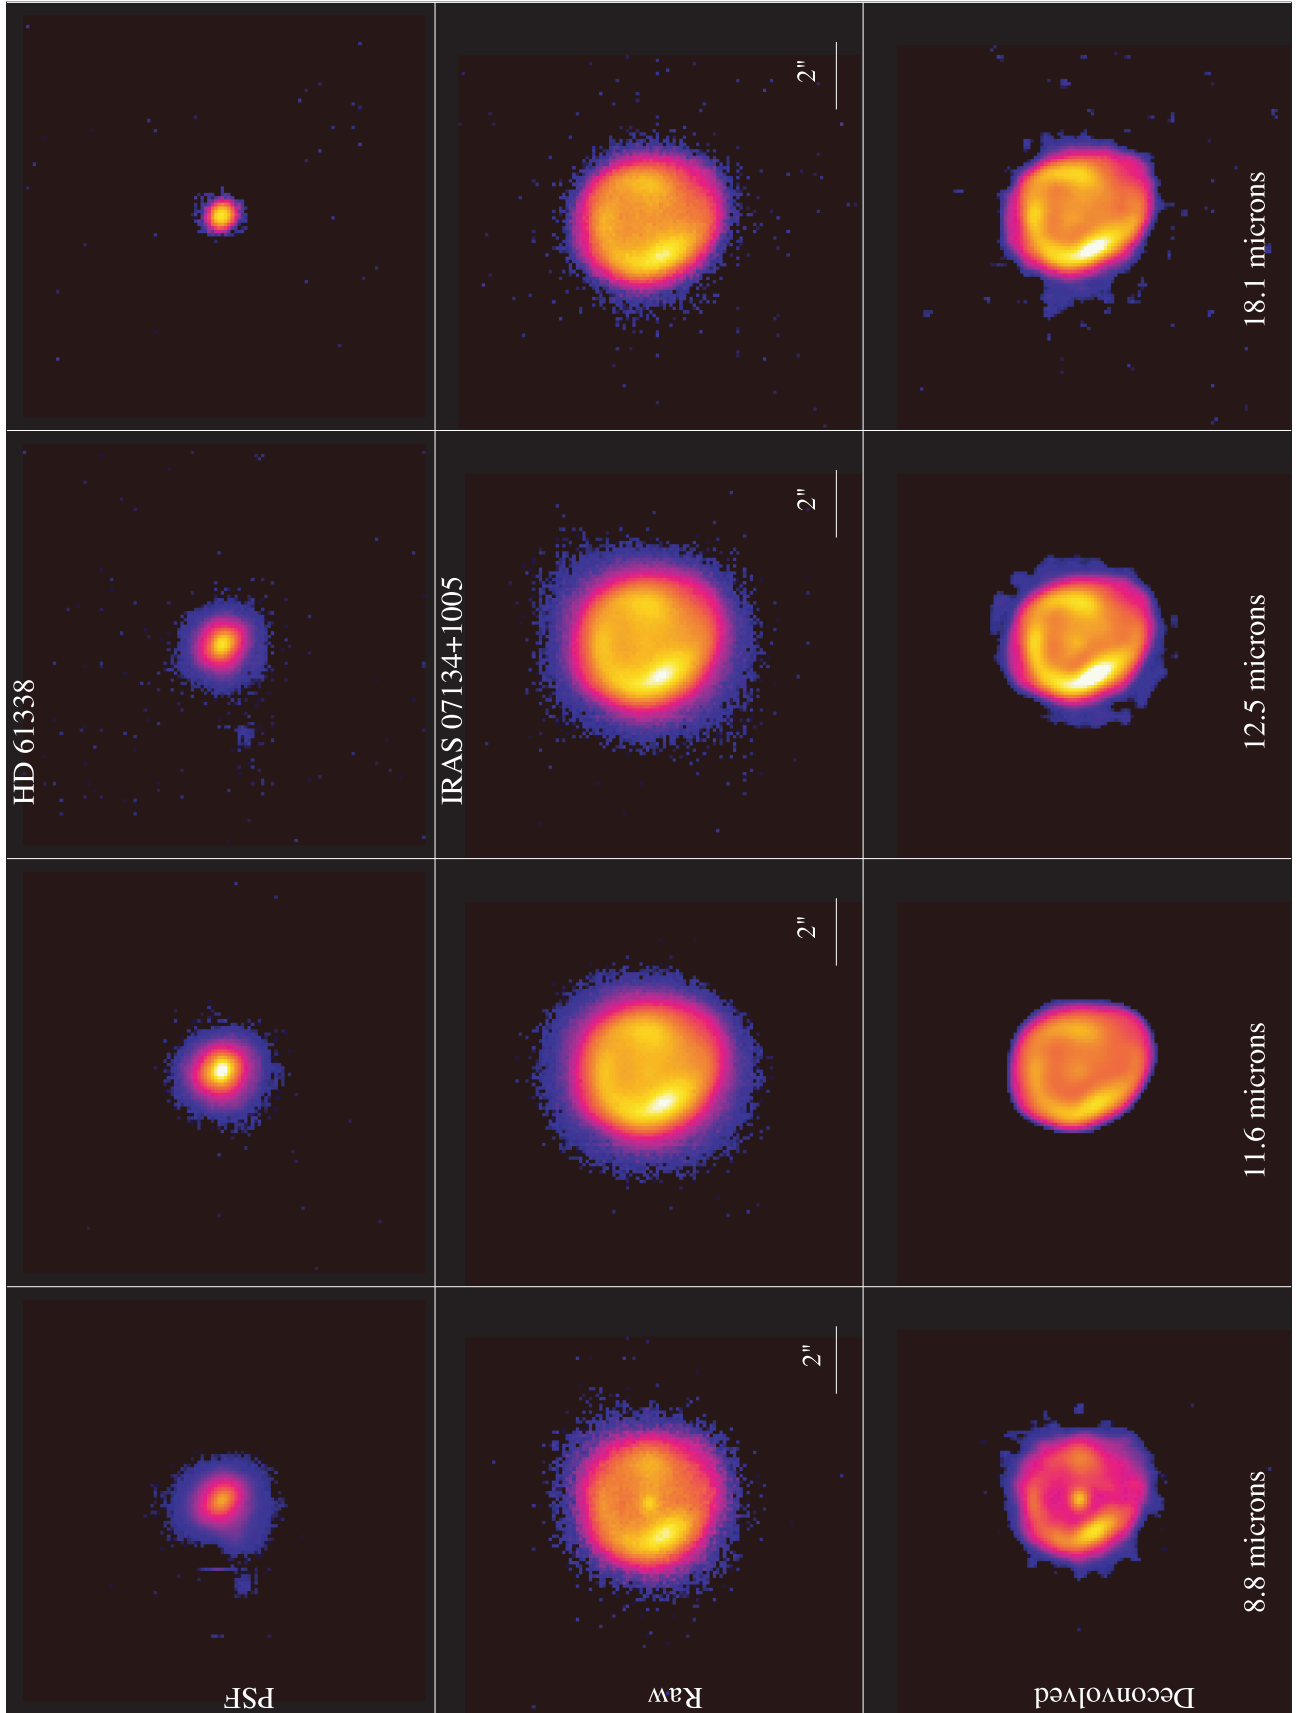 HD 61338
IRAS 07134+1005
2"
2"
2"
2"
PSF
Raw
Deconvolved
8.8 microns
11.6 microns
12.5 microns
18.1 microns